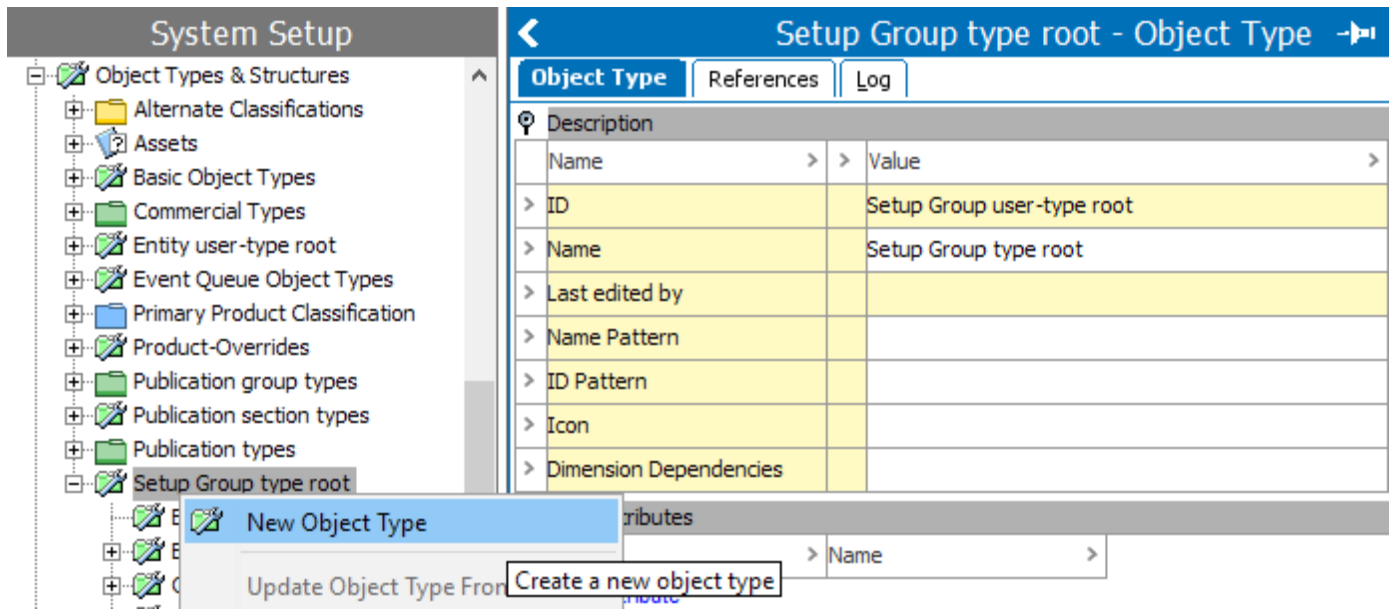 System Setup
Object Types & Structures
Alternate Classifications
Assets
Basic Object Types
Commercial Types
Entity user-type root
Event Queue Object Types
Primary Product Classification
Product-Overrides
Publication group types
Publication section types
Publication types
Setup Group type root
New Object Type
Update Object Type From
Create a new object type
Setup Group type root - Object Type
Object Type References Log
Description
Name > > Value >
> ID Setup Group user-type root
> Name Setup Group type root
> Last edited by
> Name Pattern
> ID Pattern
> Icon
> Dimension Dependencies
> Name >